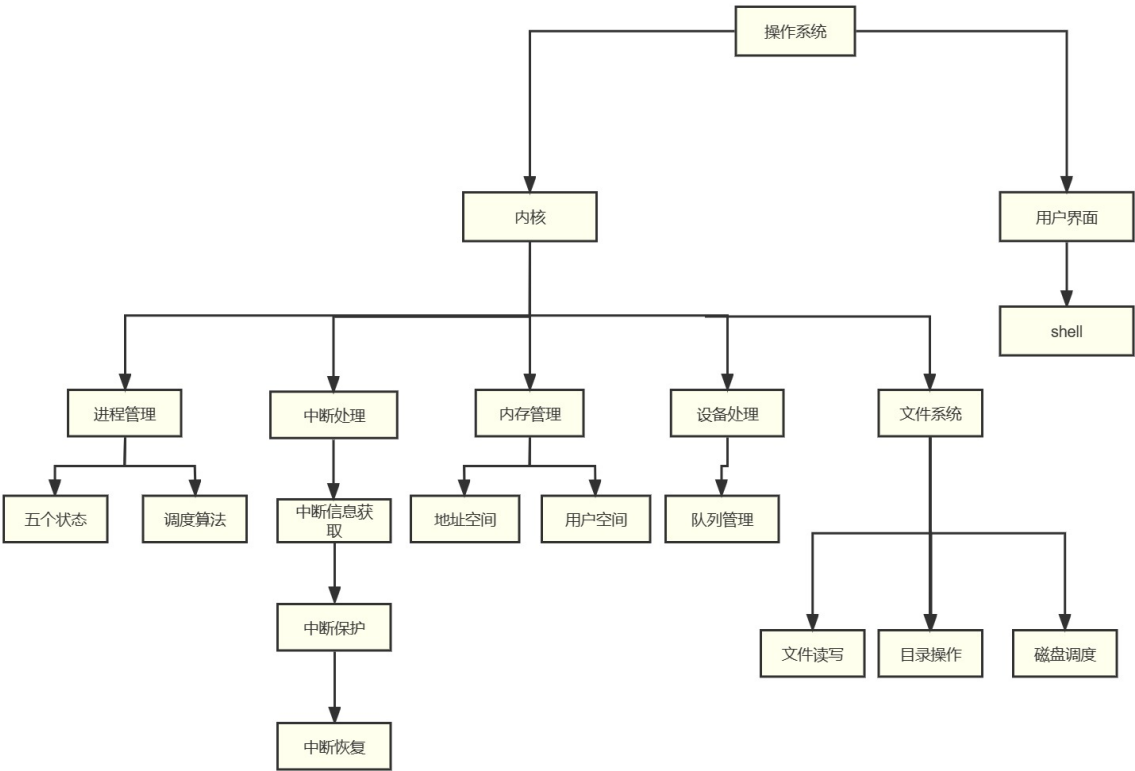 操作系统
内核
用户界面
shell
进程管理
中断处理
内存管理
设备处理
文件系统
五个状态
调度算法
中断信息获
取
地址空间
用户空间
队列管理
中断保护
文件读写
目录操作
磁盘调度
中断恢复